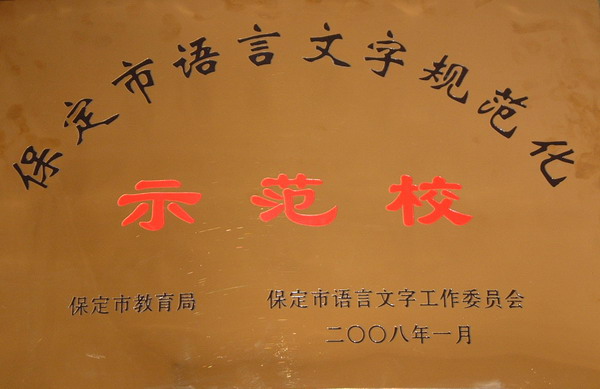 保定市语言文字规范化
示范校
保定市教育局 保定市语言文字工作委员会
二〇〇八年一月